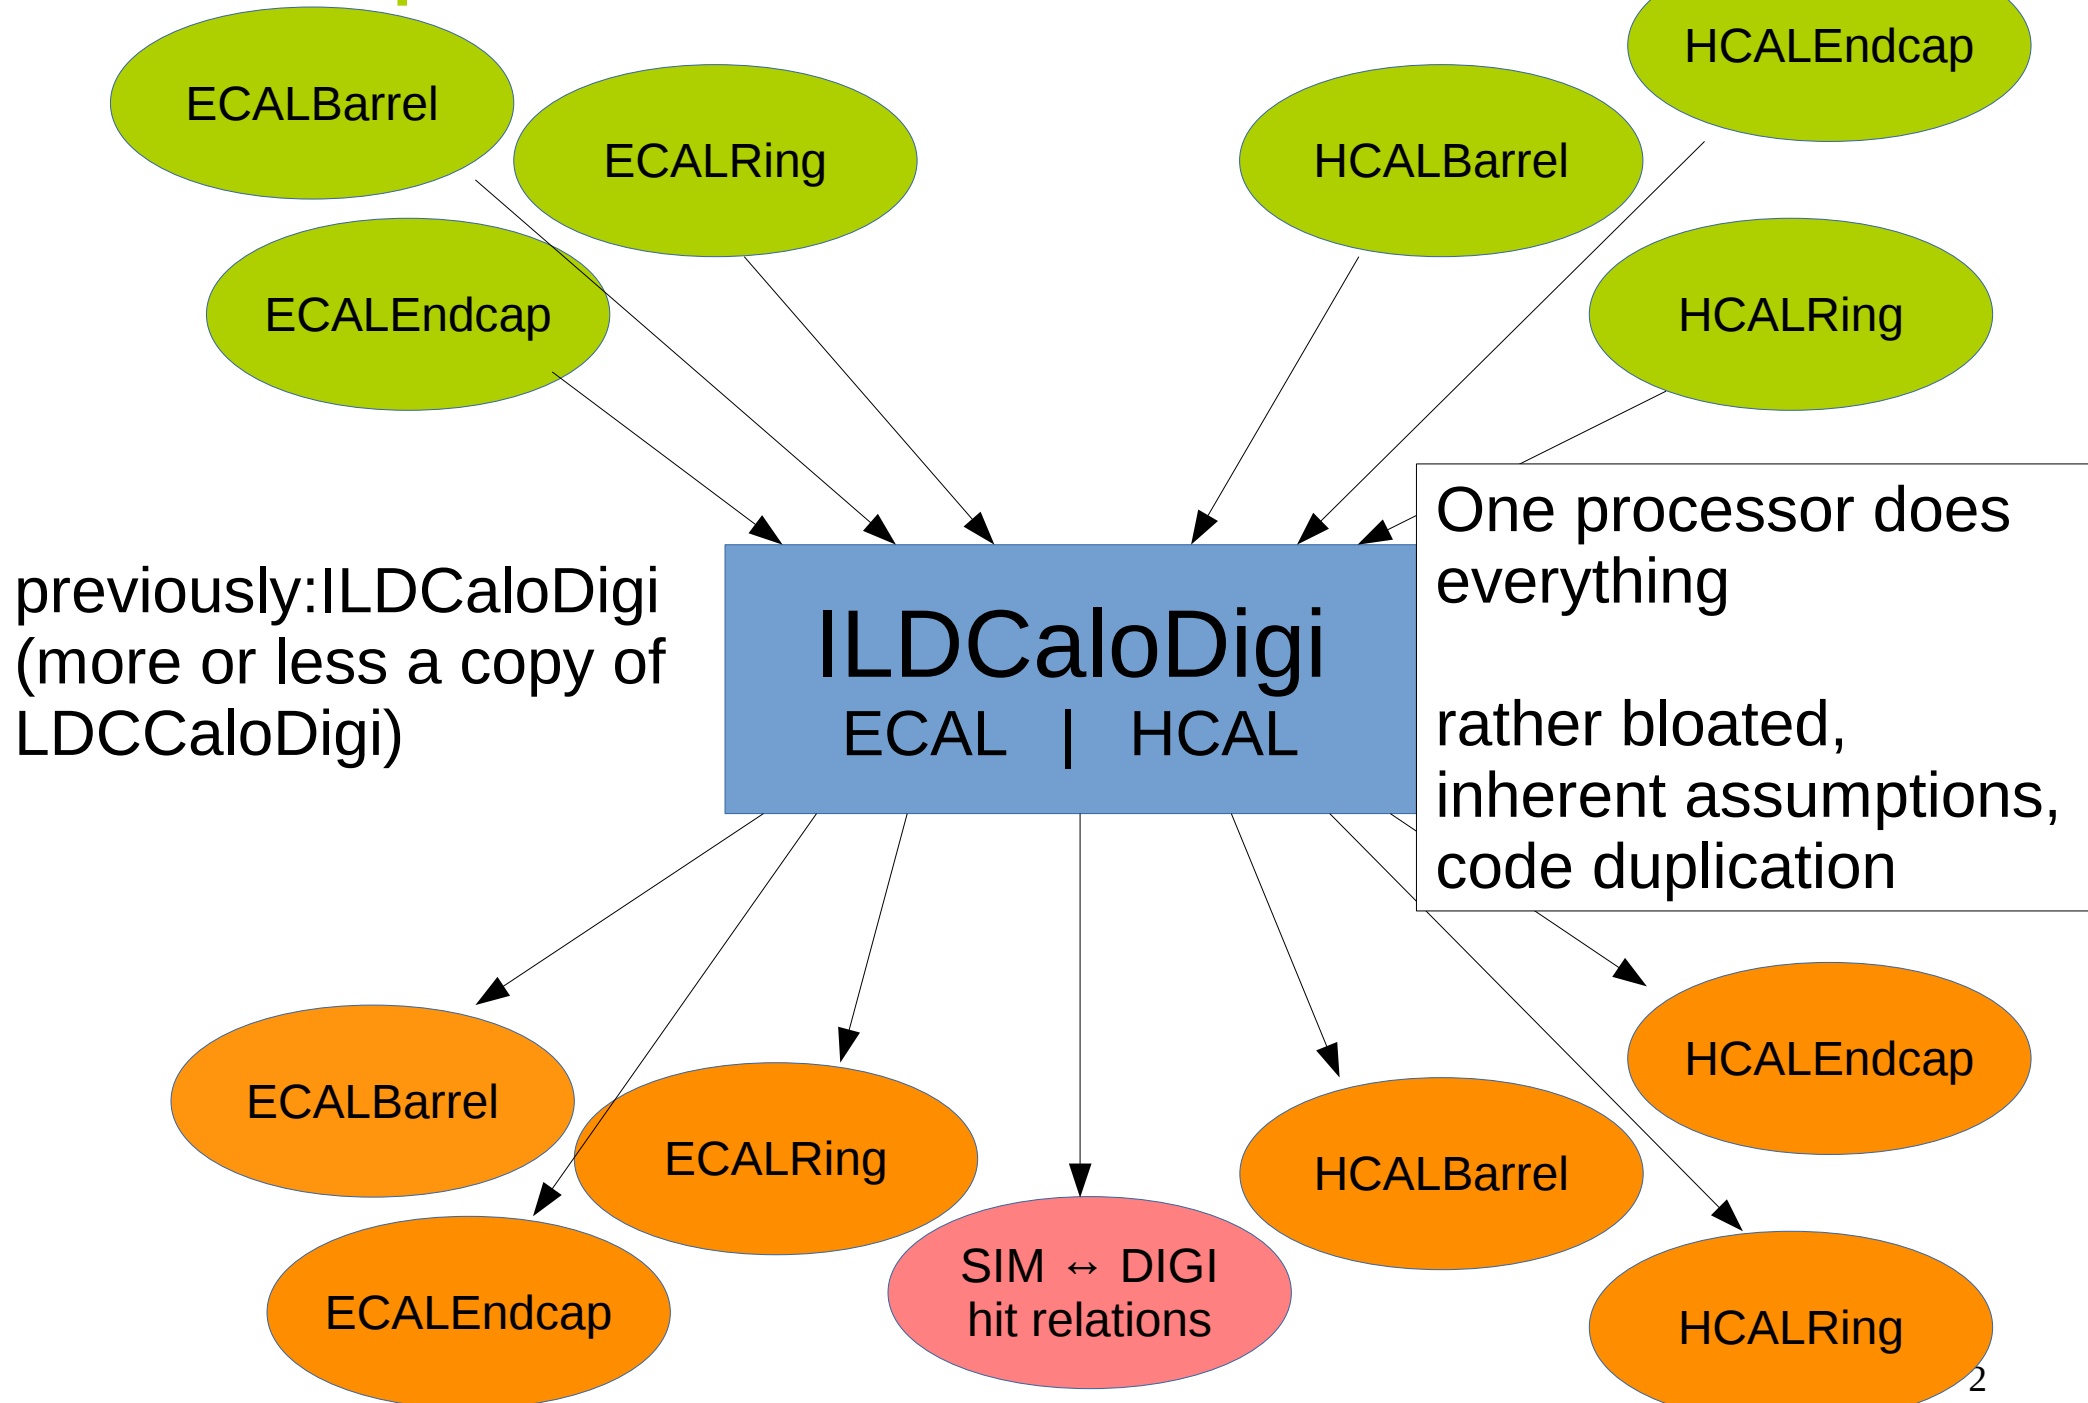 HCALEndcap
ECALBarrel
ECALRing
HCALBarrel
ECALEndcap
HCALRing
One processor does
everything
rather bloated,
inherent assumptions,
code duplication
previously:ILDCaloDigi
(more or less a copy of
LDCCaloDigi)
ILDCaloDigi
ECAL | HCAL
HCALEndcap
ECALBarrel
ECALRing
HCALBarrel
SIM ↔ DIGI
hit relations
ECALEndcap
HCALRing
2